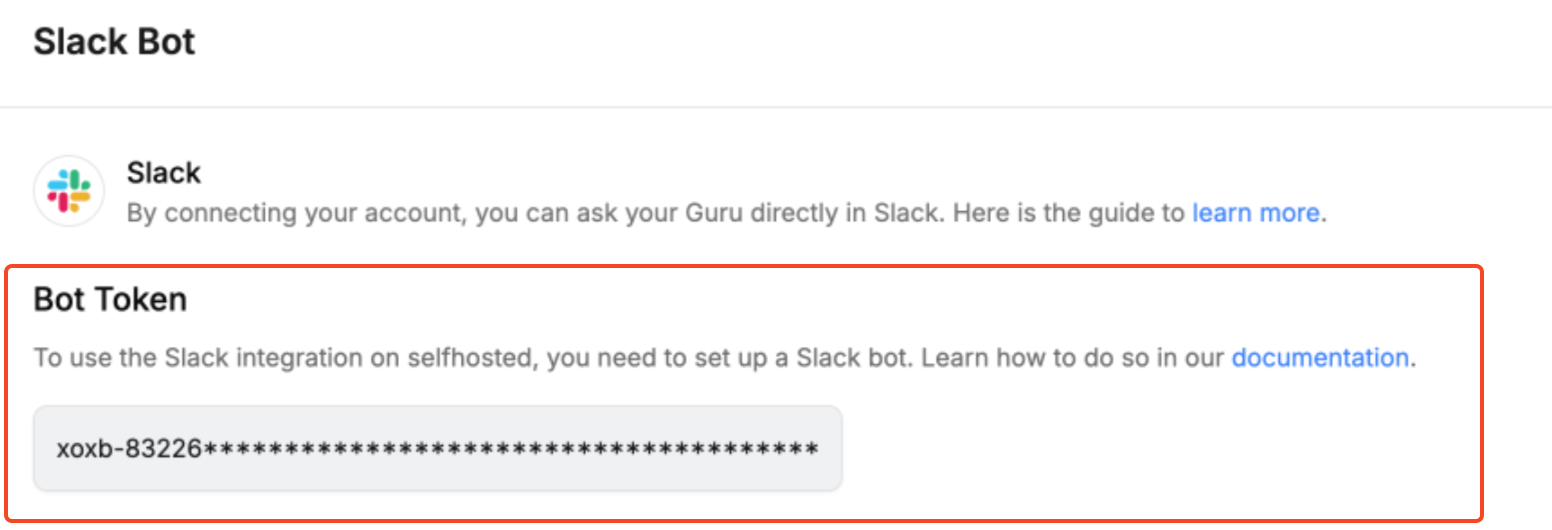 Slack Bot
Slack
By connecting your account, you can ask your Guru directly in Slack. Here is the guide to learn more.
Bot Token
To use the Slack integration on selfhosted, you need to set up a Slack bot. Learn how to do so in our documentation.
xoxb-83226**************************************